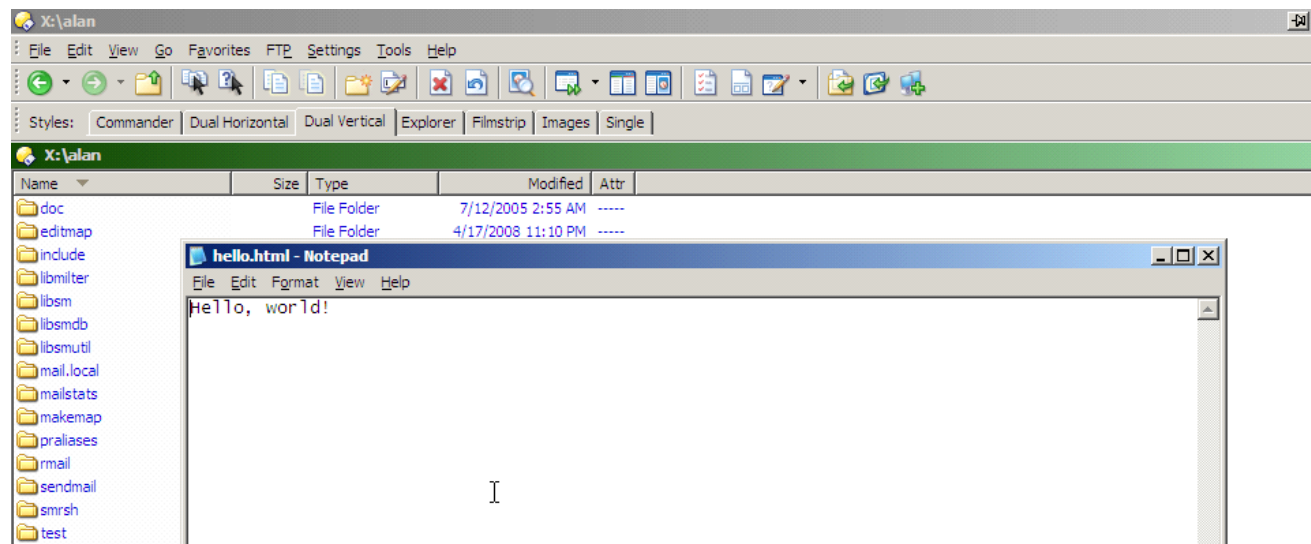 X:\alan
File Edit View Go Favorites FTP Settings Tools Help
Styles: Commander Dual Horizontal Dual Vertical Explorer Filmstrip Images Single
X:\alan
Name Size Type Modified Attr
doc File Folder 7/12/2005 2:55 AM -----
editmap File Folder 4/17/2008 11:10 PM -----
include
libmilter
libsm
libsmdb
libsmutil
mail.local
mailstats
makemap
praliases
rmail
sendmail
smrsh
test
hello.html - Notepad
File Edit Format View Help
Hello, world!